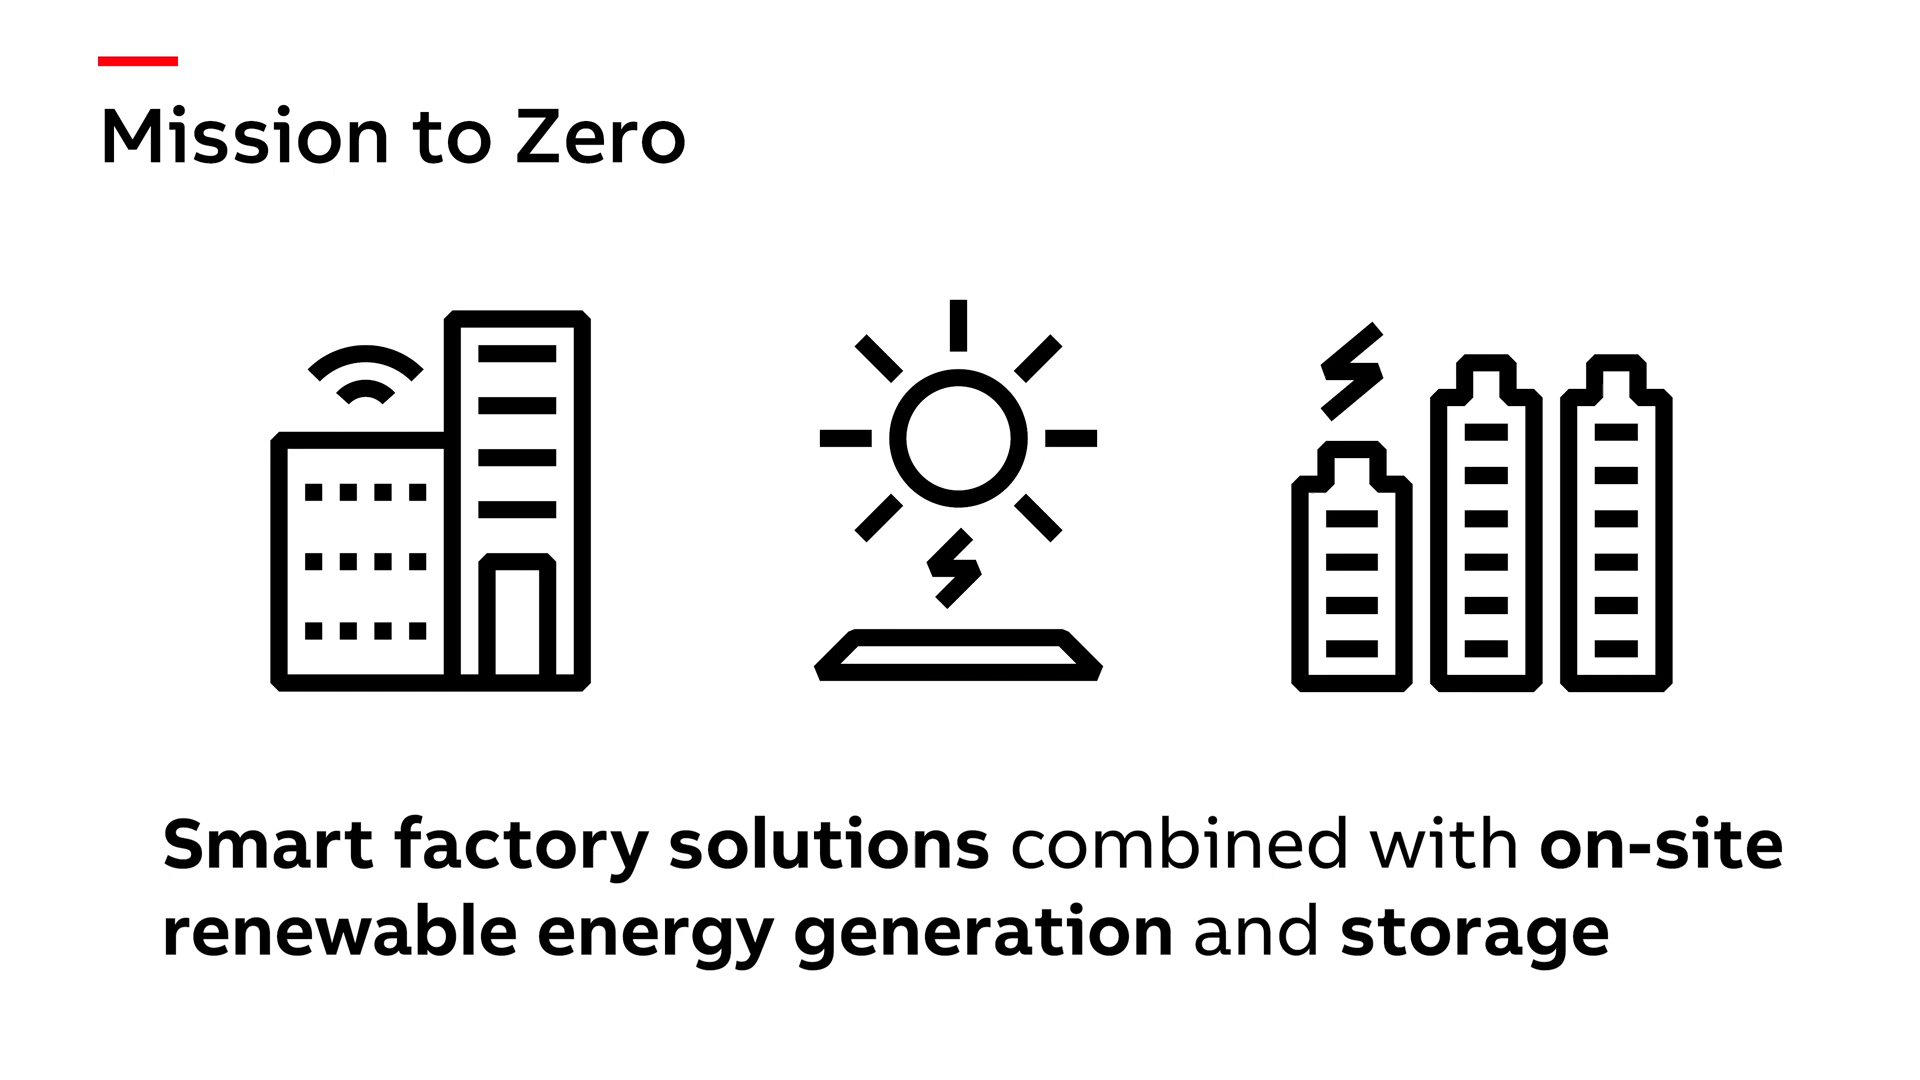 Mission to Zero
Smart factory solutions combined with on-site
renewable energy generation and storage